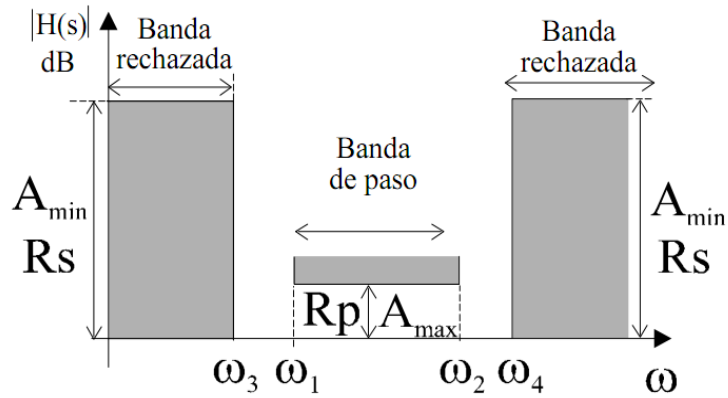 |H(s)|
dB
Banda
rechazada
Banda
rechazada
Banda
de paso
A_min
Rs
A_min
Rs
Rp
A_max
ω₃
ω₁
ω₂
ω₄
ω